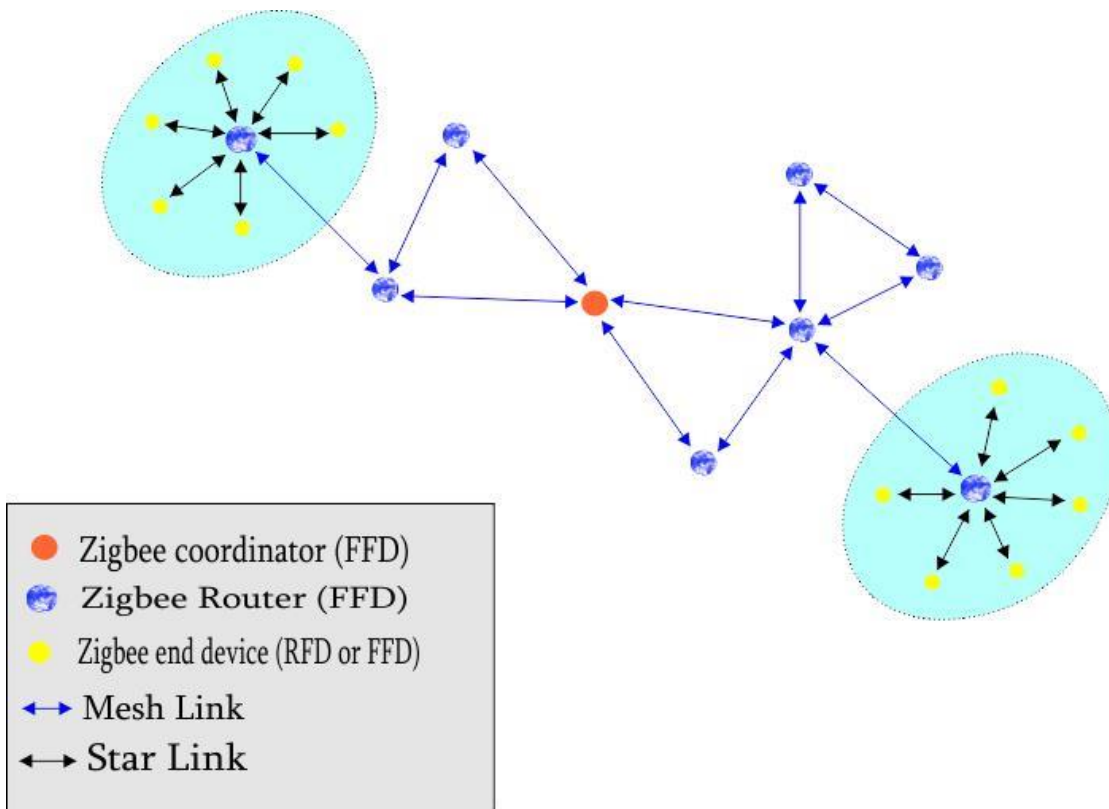 Zigbee coordinator (FFD)
Zigbee Router (FFD)
Zigbee end device (RFD or FFD)
Mesh Link
Star Link